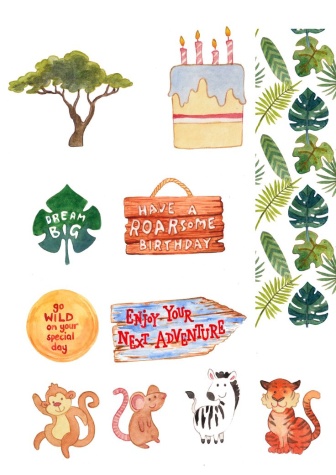 DREAM
BIG
HAVE A
ROARSOME
BIRTHDAY
go
WiLD
on your
special
day
ENJOY YOUR
NEXT ADVENTURE